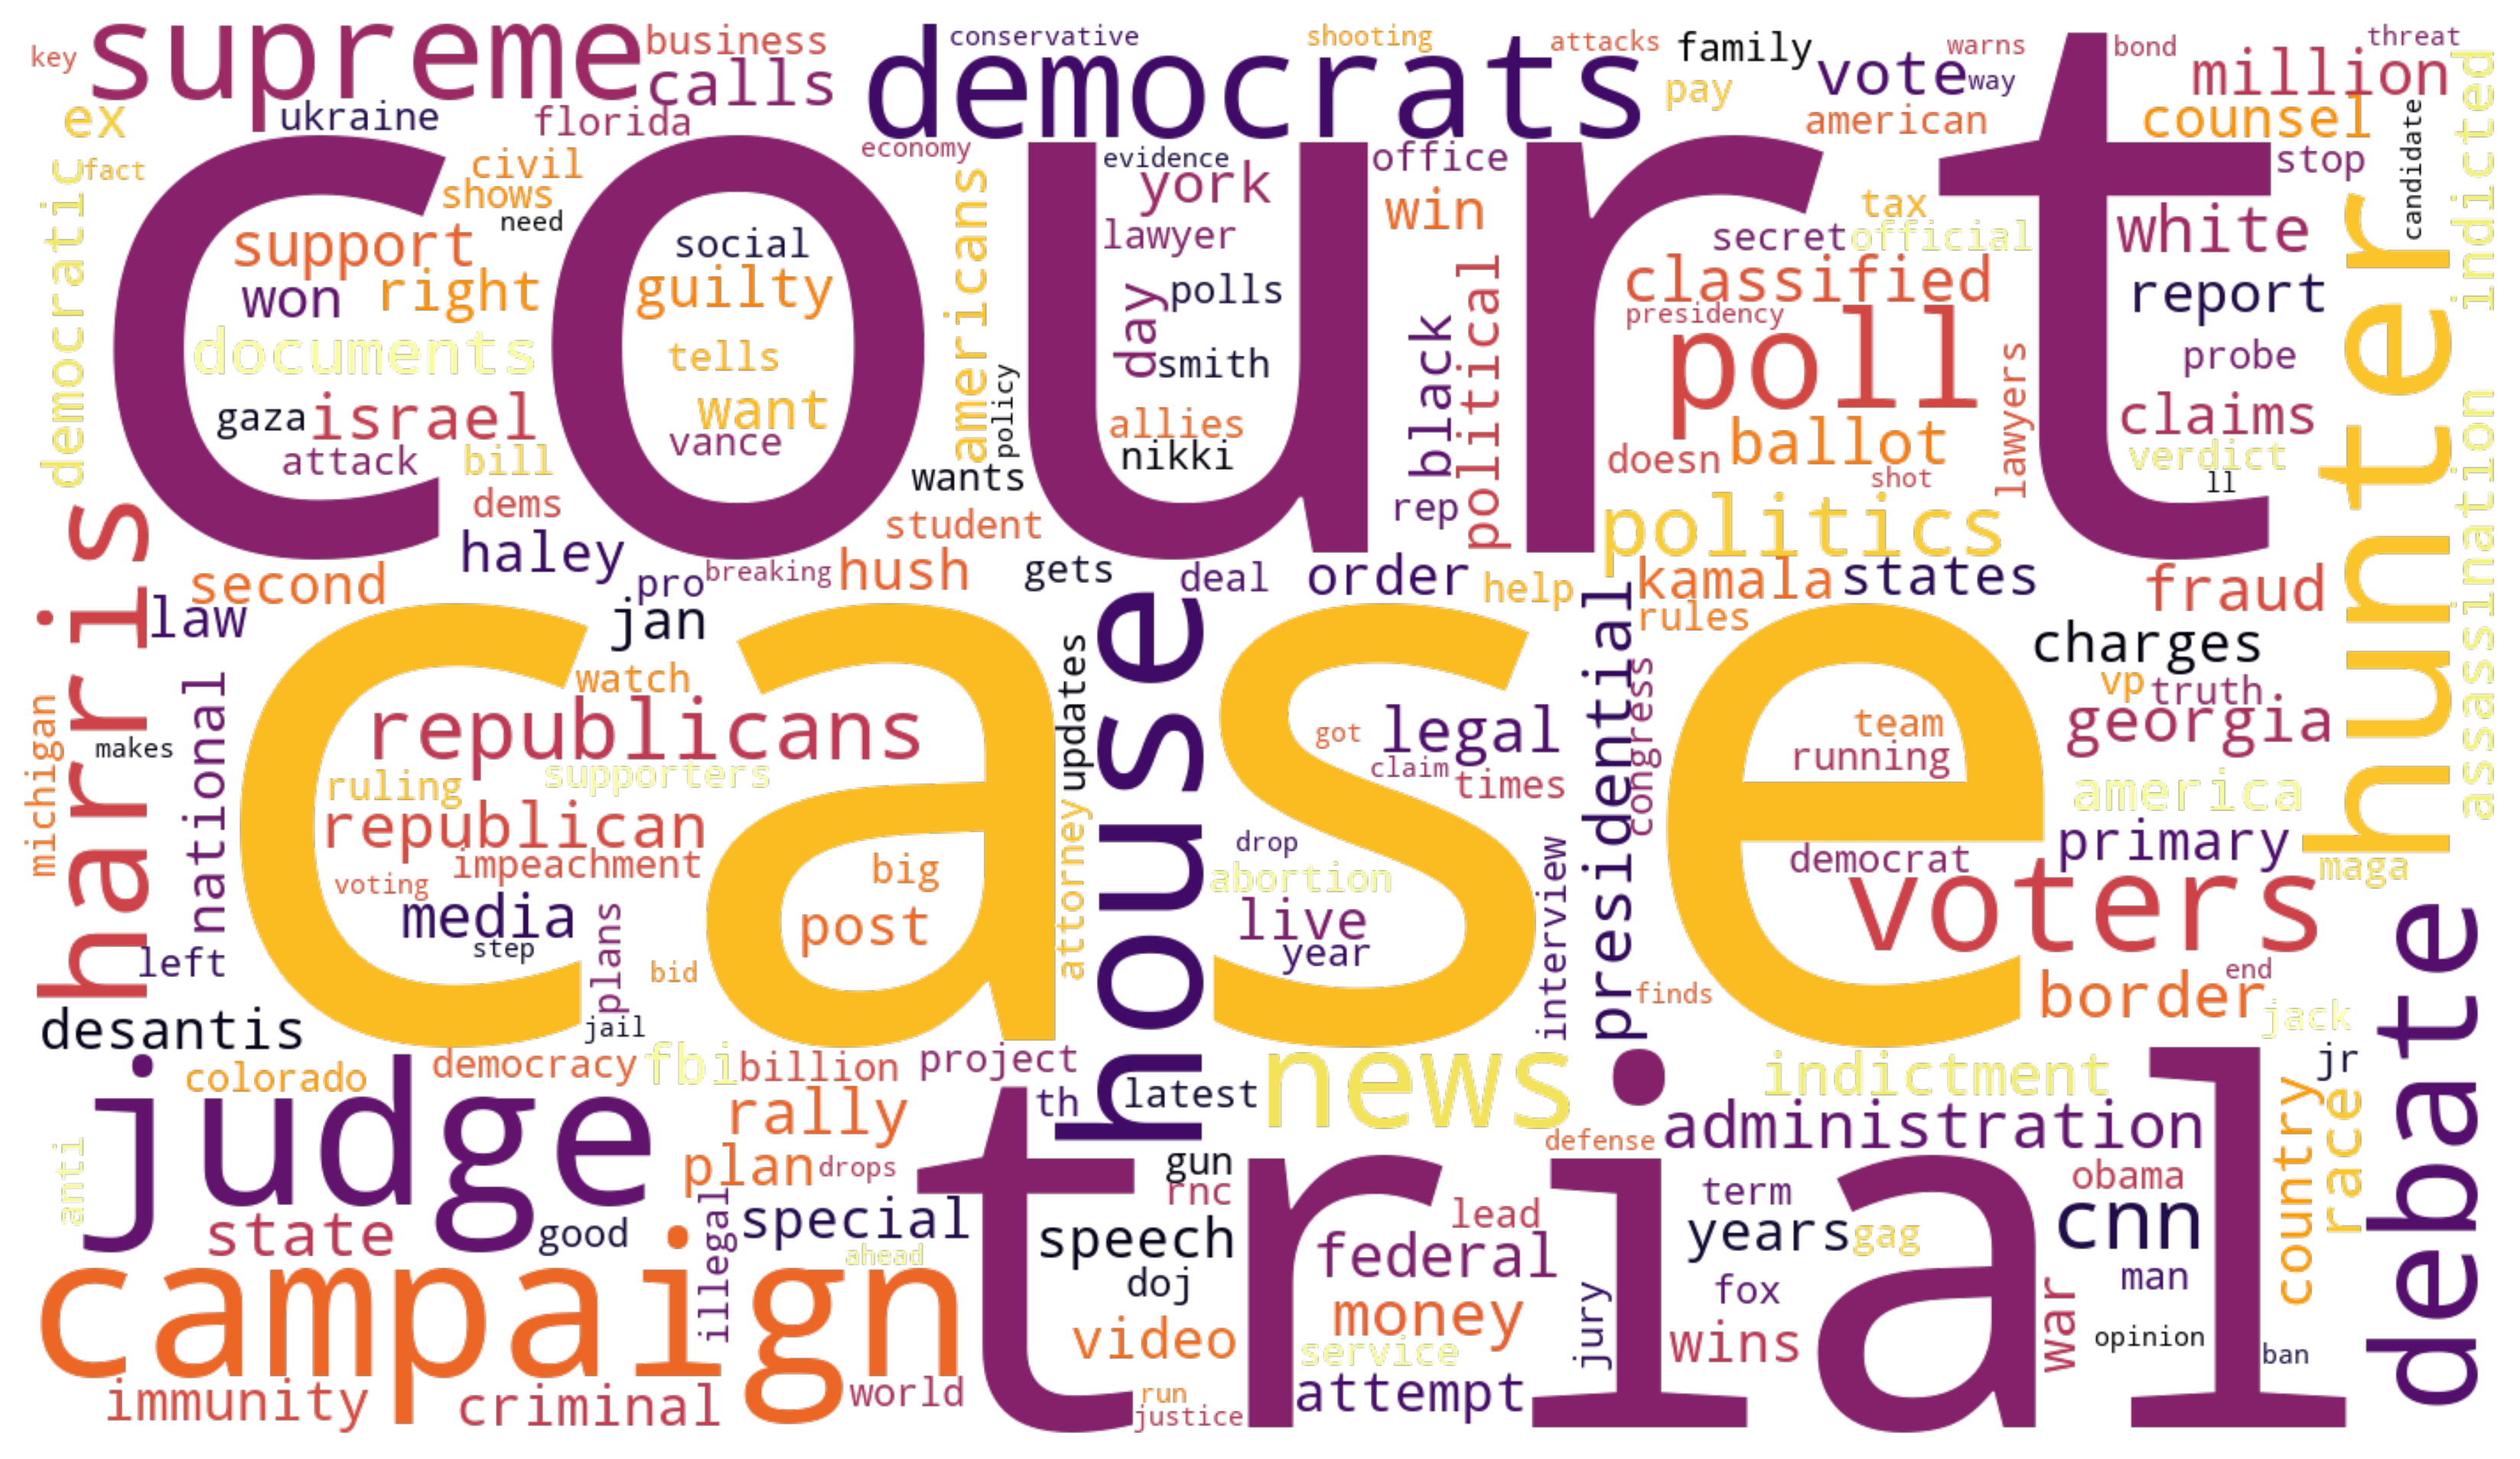 key
supreme
business
calls
conservative
democrats
shooting
attacks
family
vote
way
warns
bond
threat
million
pay
american
counsel
ex
ukraine
florida
fact
civil
shows
need
economy
evidence
york
office
win
stop
candidate
indicted
democratic
court
support
won
right
documents
gaza
israel
attack
bill
dems
social
guilty
tells
want
vance
americans
policy
lawyer
day
polls
smith
allies
nikki
wants
student
black
political
rep
tax
secret
official
classified
presidency
poll
ballot
doesn
shot
lawyers
politics
white
report
probe
claims
verdict
ll
hunter
assassination
harris
second
law
haley
pro
breaking
hush
gets
deal
order
help
kamala
states
rules
fraud
jan
watch
updates
house
presidential
congress
charges
vp
truth
georgia
america
primary
maga
michigan
makes
national
case
republicans
ruling
supporters
republican
impeachment
voting
media
step
plans
bid
big
post
attorney
got
legal
claim
times
drop
abortion
live
year
interview
finds
team
running
democrat
voters
border
end
jack
left
desantis
jail
colorado
democracy
fbi
billion
project
th
latest
news
indictment
jr
debate
judge
rally
plan
drops
anti
state
good
illegal
special
ahead
trial
gun
rnc
defense
administration
speech
doj
video
lead
federal
money
service
attempt
jury
term
years
gag
fox
wins
war
obama
cnn
man
opinion
ban
country
race
campaign
immunity
criminal
world
run
justice